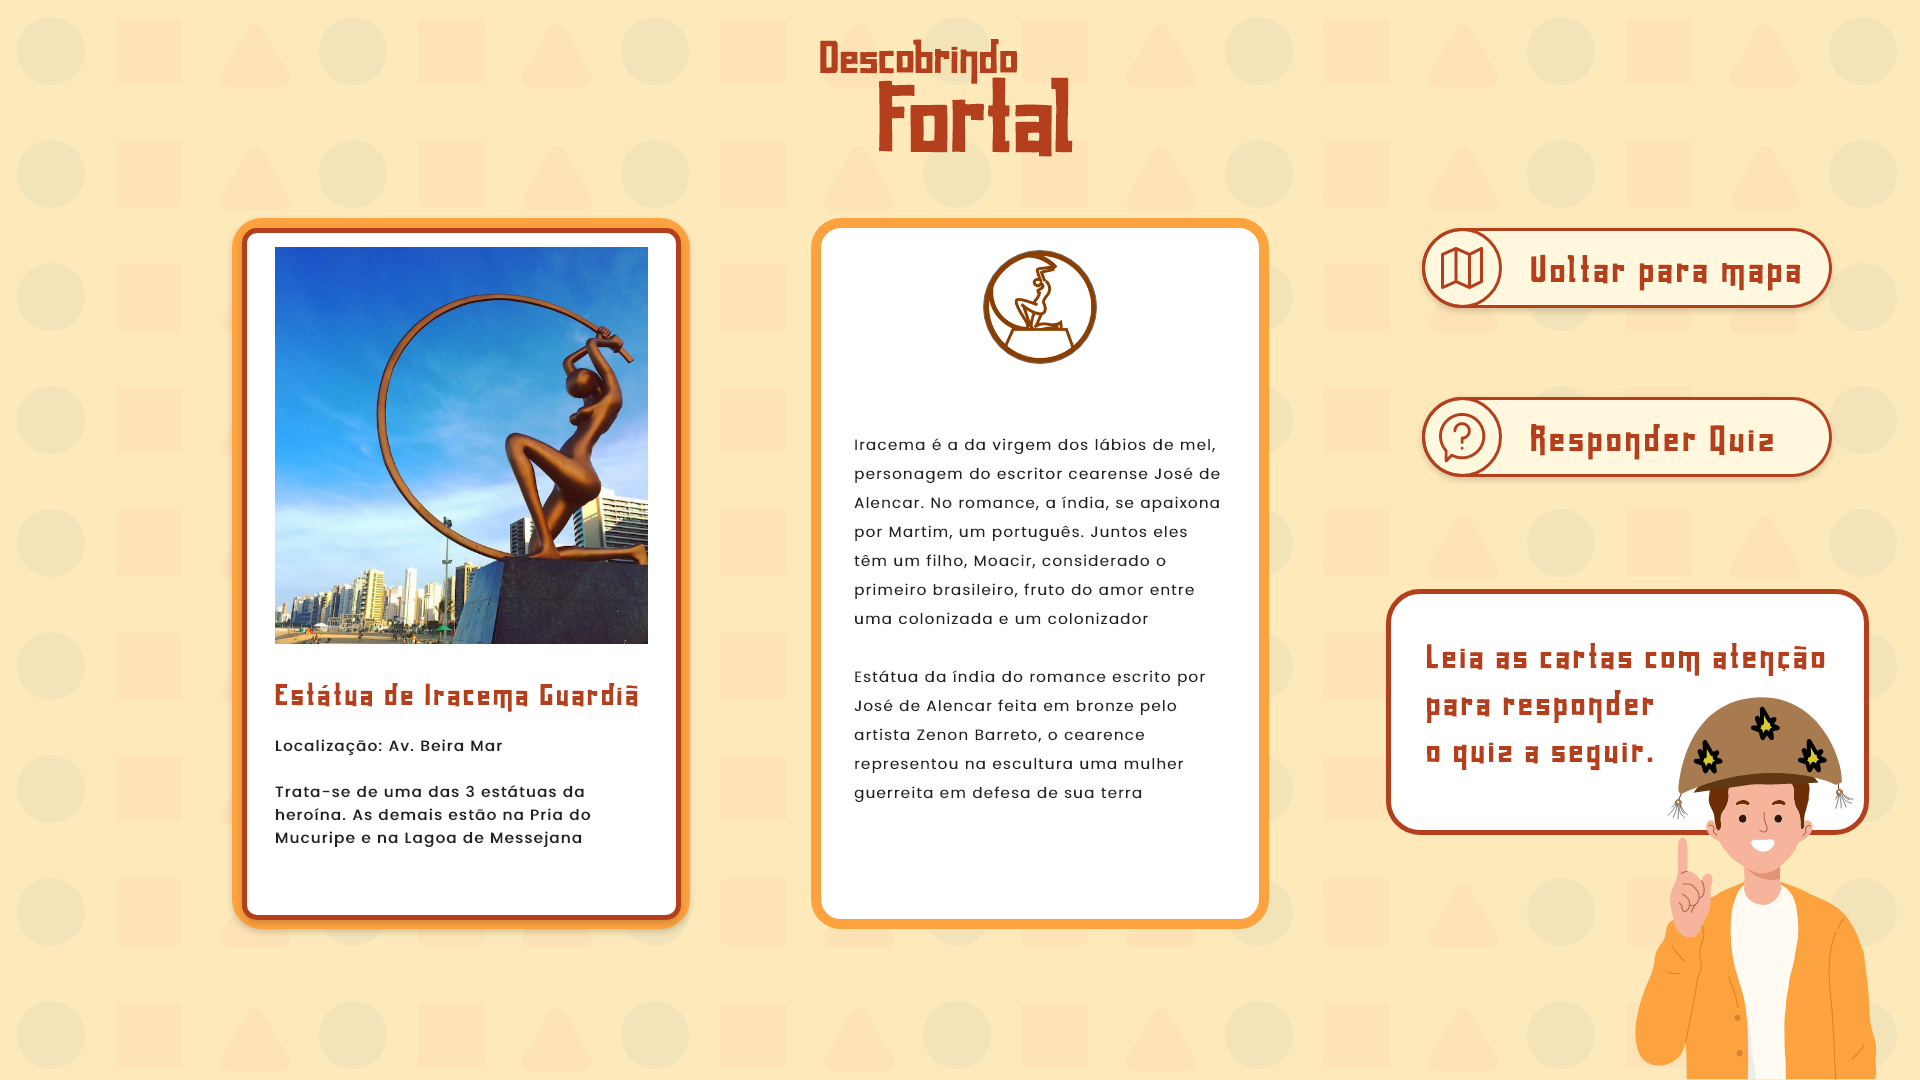 Descobrindo
Fortal
Estátua de Iracema Guardiã
Localização: Av. Beira Mar
Trata-se de uma das 3 estátuas da
heroína. As demais estão na Pria do
Mucuripe e na Lagoa de Messejana
Iracema é a da virgem dos lábios de mel,
personagem do escritor cearense José de
Alencar. No romance, a índia, se apaixona
por Martim, um português. Juntos eles
têm um filho, Moacir, considerado o
primeiro brasileiro, fruto do amor entre
uma colonizada e um colonizador
Estátua da índia do romance escrito por
José de Alencar feita em bronze pelo
artista Zenon Barreto, o cearence
representou na escultura uma mulher
guerreita em defesa de sua terra
Voltar para mapa
Responder Quiz
Leia as cartas com atenção
para responder
o quiz a seguir.